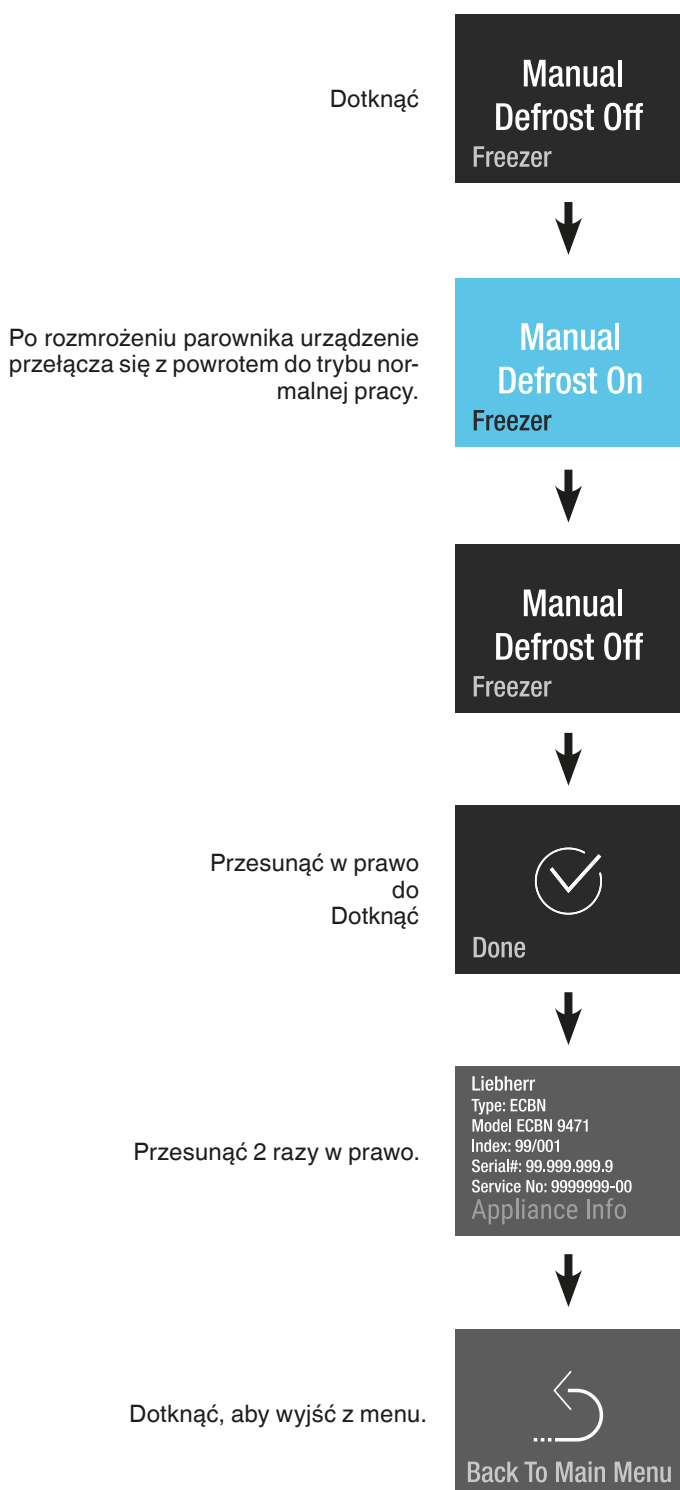 Dotknąć
Manual
Defrost Off
Freezer
Po rozmrożeniu parownika urządzenie
przełącza się z powrotem do trybu nor-
malnej pracy.
Manual
Defrost On
Freezer
Manual
Defrost Off
Freezer
Przesunąć w prawo
do
Dotknąć
Done
Przesunąć 2 razy w prawo.
Liebherr
Type: ECBN
Model ECBN 9471
Index: 99/001
Serial#: 99.999.999.9
Service No: 9999999-00
Appliance Info
Dotknąć, aby wyjść z menu.
Back To Main Menu